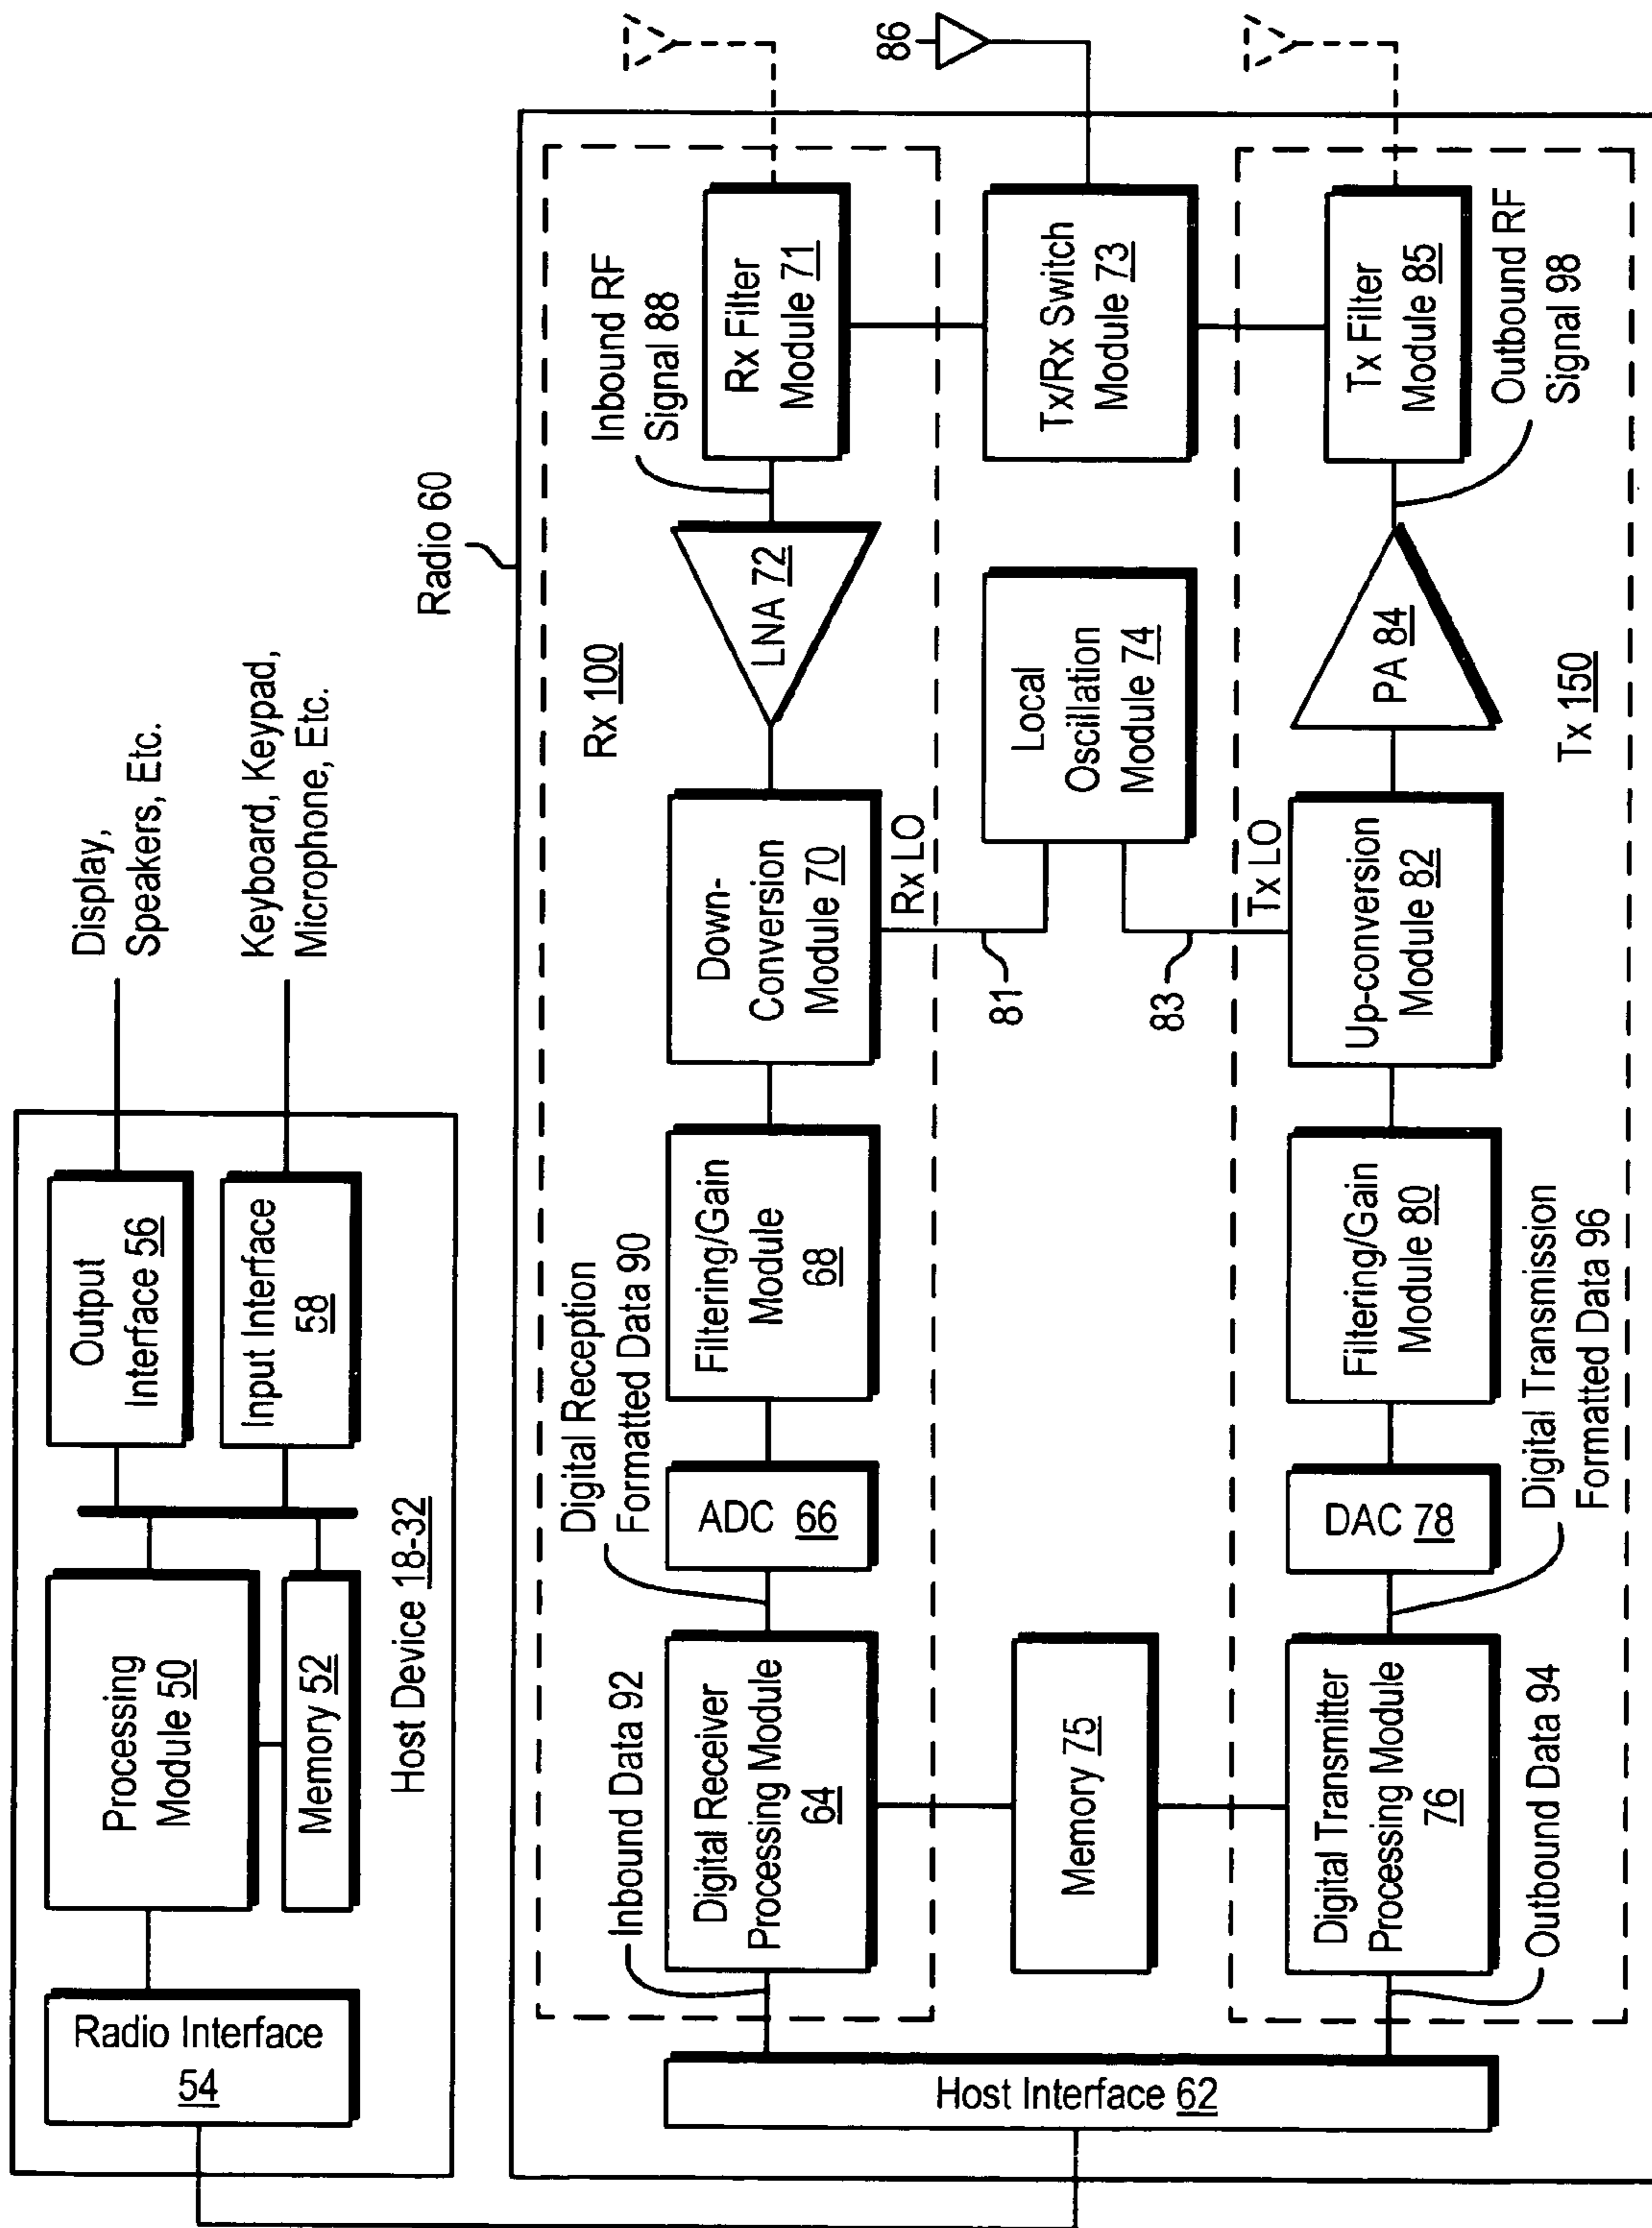 Display,
Speakers, Etc.
Keyboard, Keypad,
Microphone, Etc.
Radio Interface
54
Processing
Module 50
Memory 52
Output
Interface 56
Input Interface
58
Host Device 18-32
Radio 60
Host Interface 62
Inbound Data 92
Digital Receiver
Processing Module
64
Digital Reception
Formatted Data 90
ADC 66
Filtering/Gain
Module
68
Down-
Conversion
Module 70
Rx LO
Rx 100
LNA 72
Inbound RF
Signal 88
Rx Filter
Module 71
Memory 75
81
83
Local
Oscillation
Module 74
Tx/Rx Switch
Module 73
86
Digital Transmitter
Processing Module
76
Outbound Data 94
DAC 78
Digital Transmission
Formatted Data 96
Filtering/Gain
Module 80
Tx LO
Up-conversion
Module 82
PA 84
Tx 150
Tx Filter
Module 85
Outbound RF
Signal 98